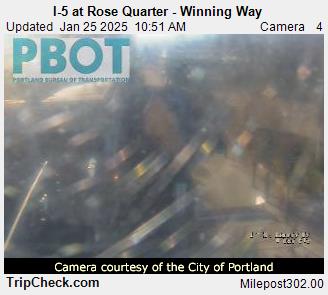 I-5 at Rose Quarter - Winning Way
Updated Jan 25 2025 10:51 AM Camera 4
PBOT
PORTLAND BUREAU OF TRANSPORTATION
Camera courtesy of the City of Portland
TripCheck.com Milepost302.00